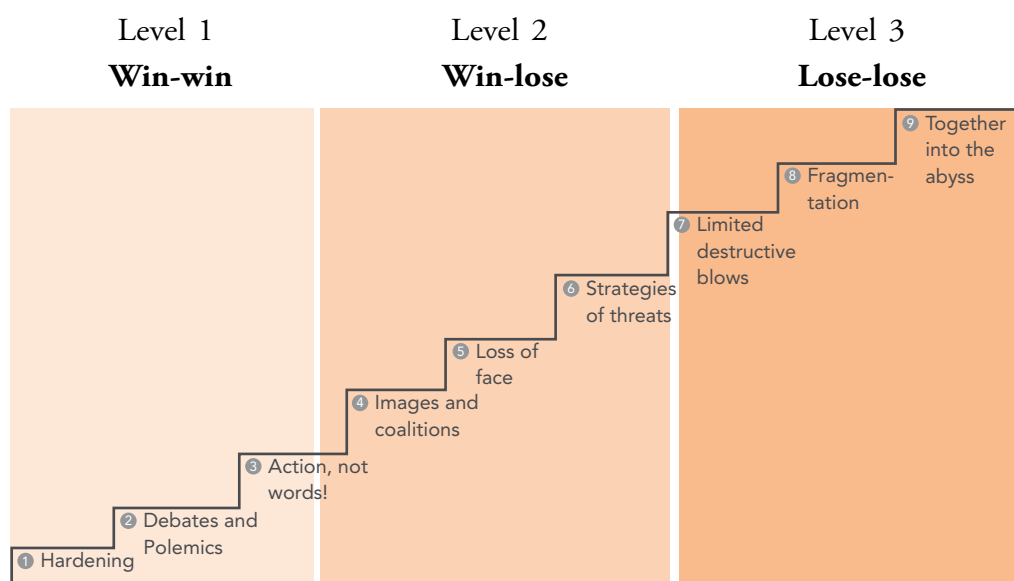 Level 1
Win-win
Level 2
Win-lose
Level 3
Lose-lose
1 Hardening
2 Debates and
Polemics
3 Action, not
words!
4 Images and
coalitions
5 Loss of
face
6 Strategies
of threats
7 Limited
destructive
blows
8 Fragmen-
tation
9 Together
into the
abyss